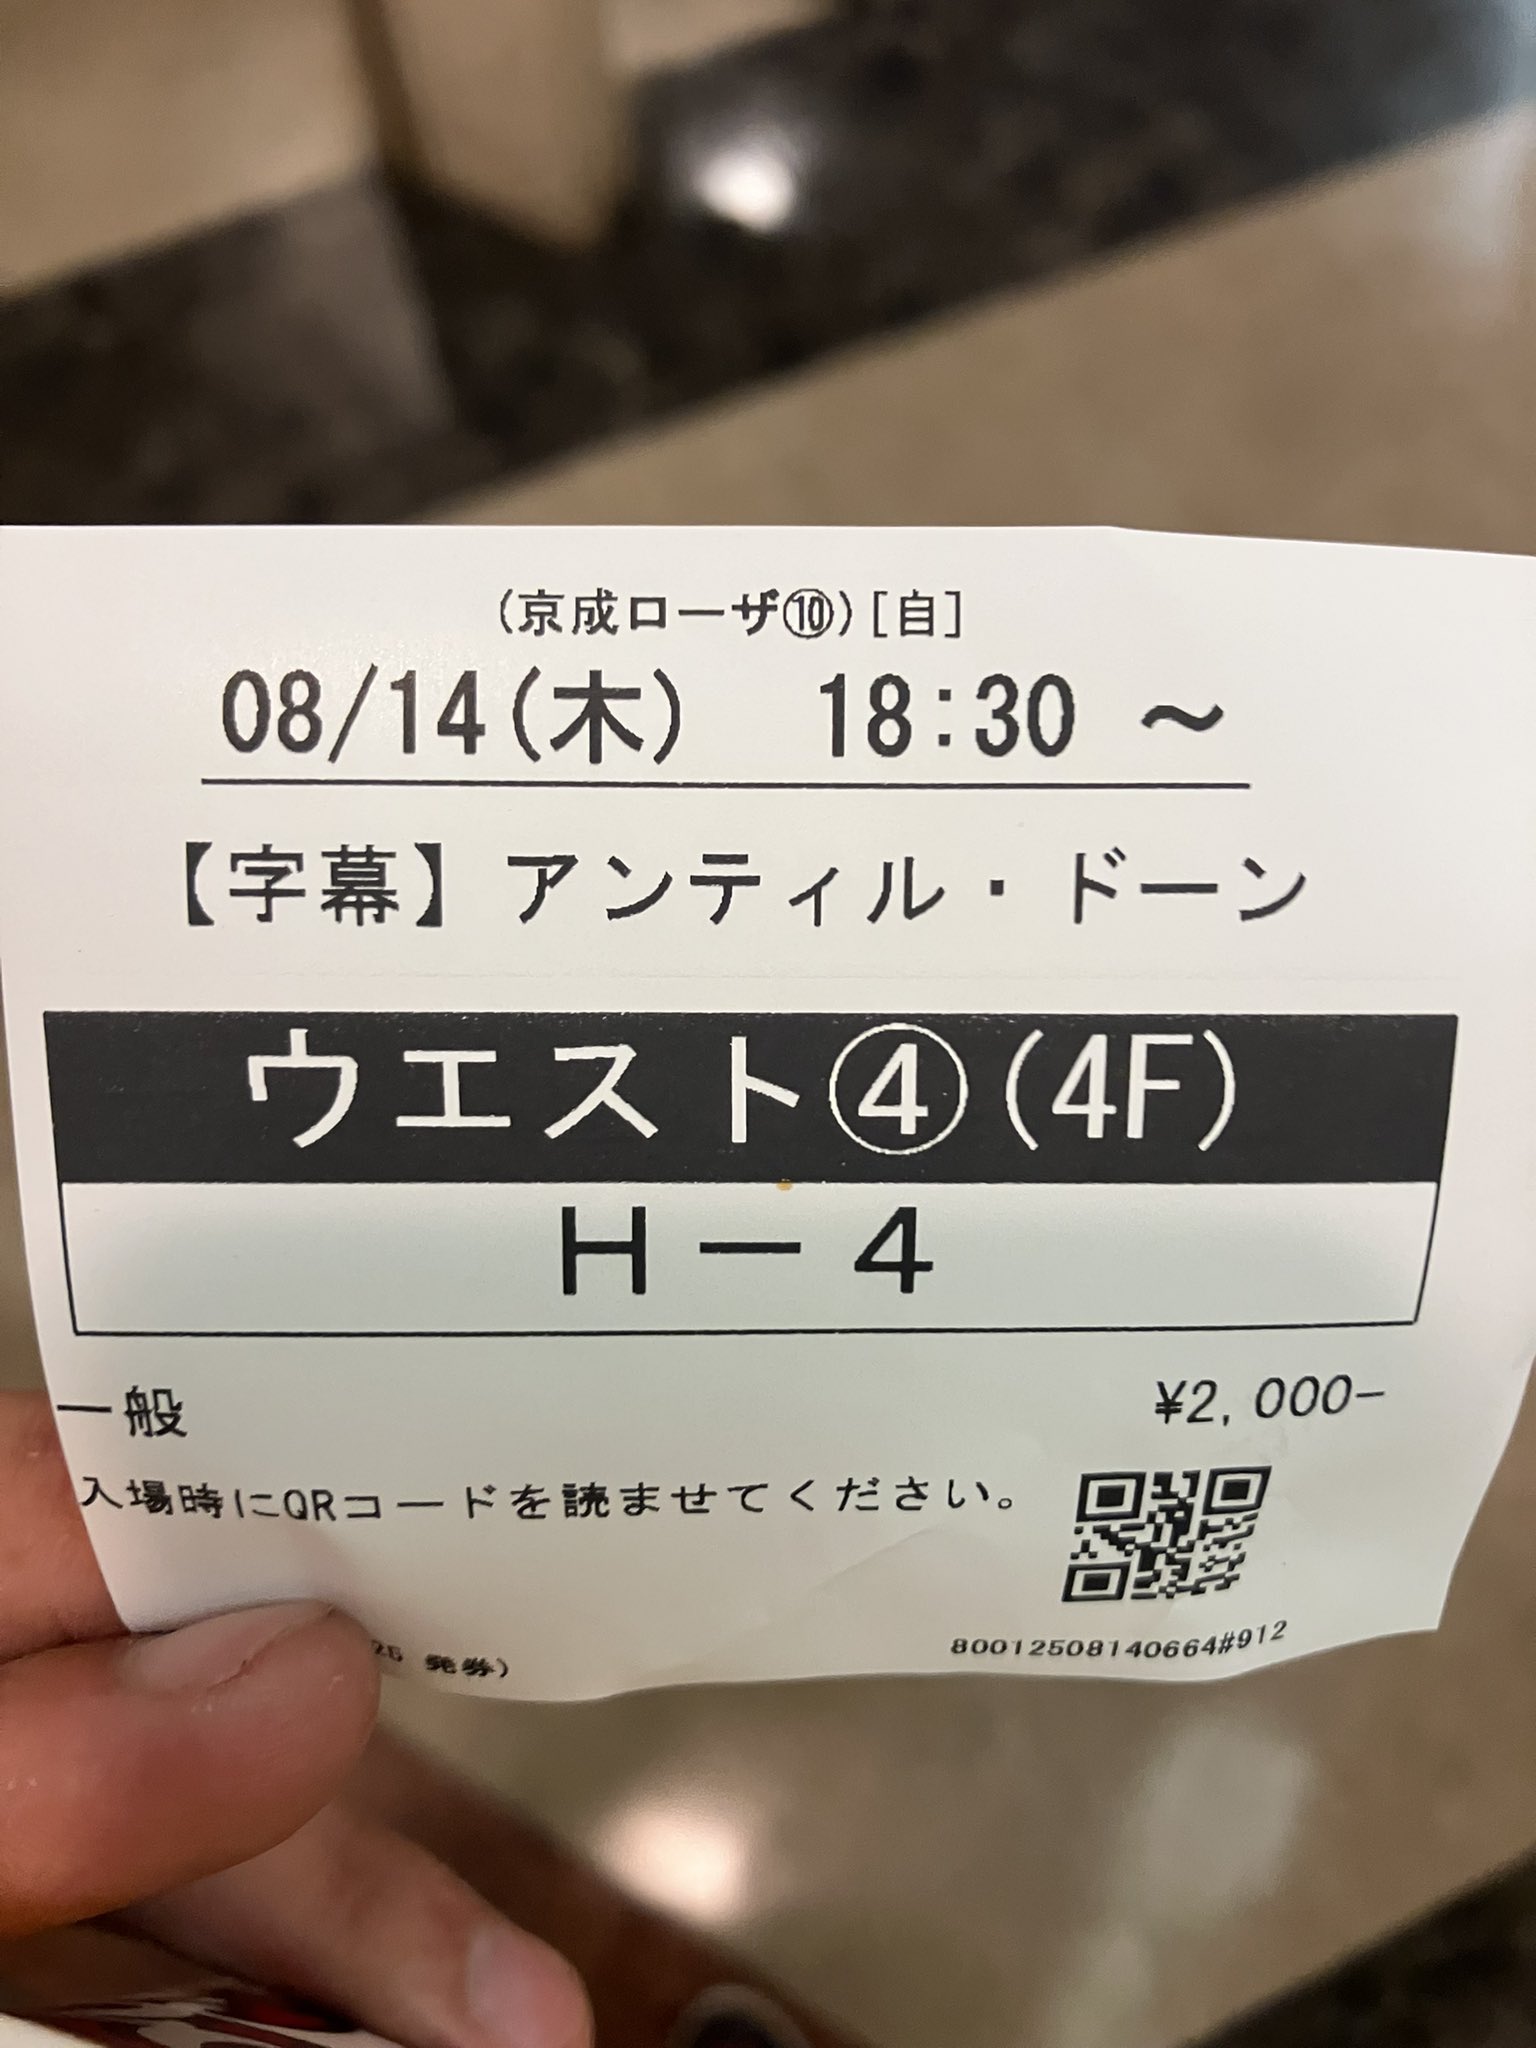 (京成ローザ⑩)[自]
08/14(木) 18:30 ～
【字幕】アンティル・ドーン
ウエスト④(4F)
H－4
一般 ¥2,000-
入場時にQRコードを読ませてください。
発券) 80012508140664#912